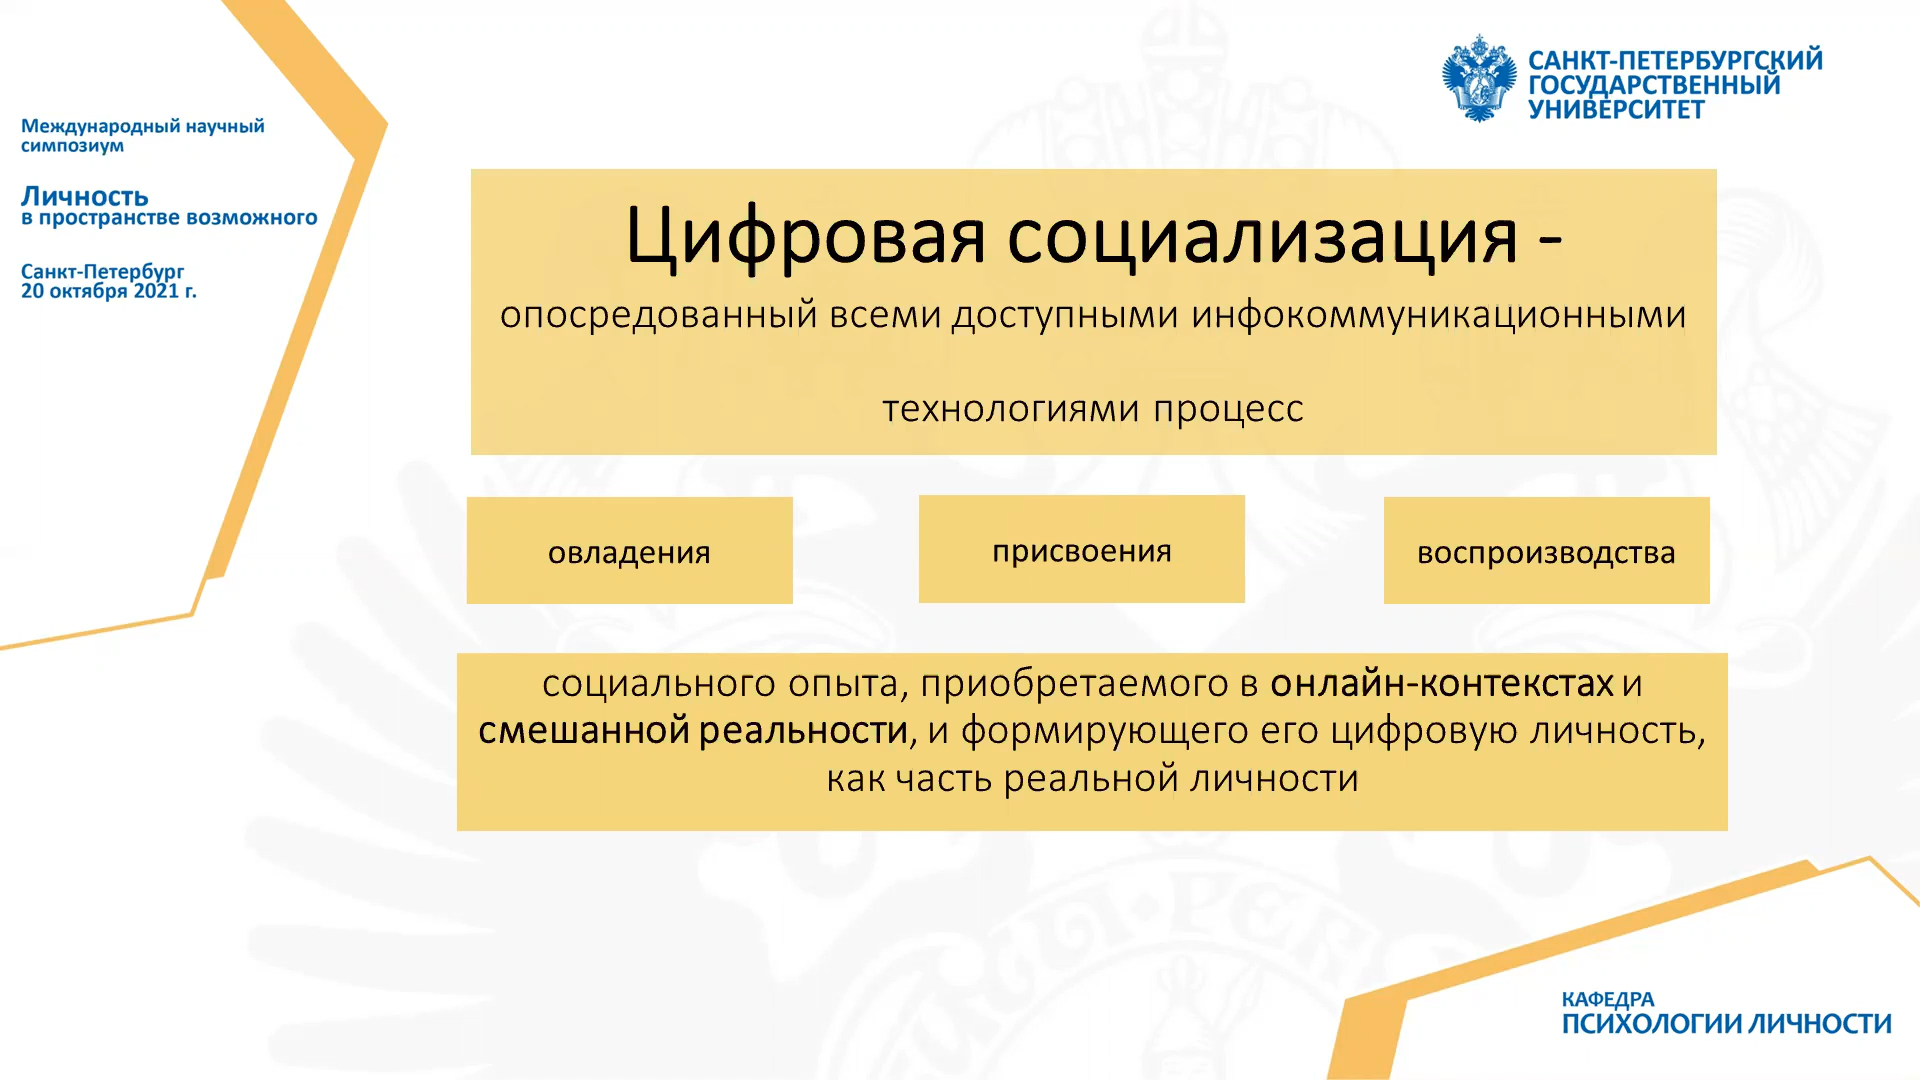 Международный научный
симпозиум
Личность
в пространстве возможного
Санкт-Петербург
20 октября 2021 г.
САНКТ-ПЕТЕРБУРГСКИЙ
ГОСУДАРСТВЕННЫЙ
УНИВЕРСИТЕТ
Цифровая социализация -
опосредованный всеми доступными инфокоммуникационными
технологиями процесс
овладения
присвоения
воспроизводства
социального опыта, приобретаемого в онлайн-контекстах и
смешанной реальности, и формирующего его цифровую личность,
как часть реальной личности
КАФЕДРА
ПСИХОЛОГИИ ЛИЧНОСТИ